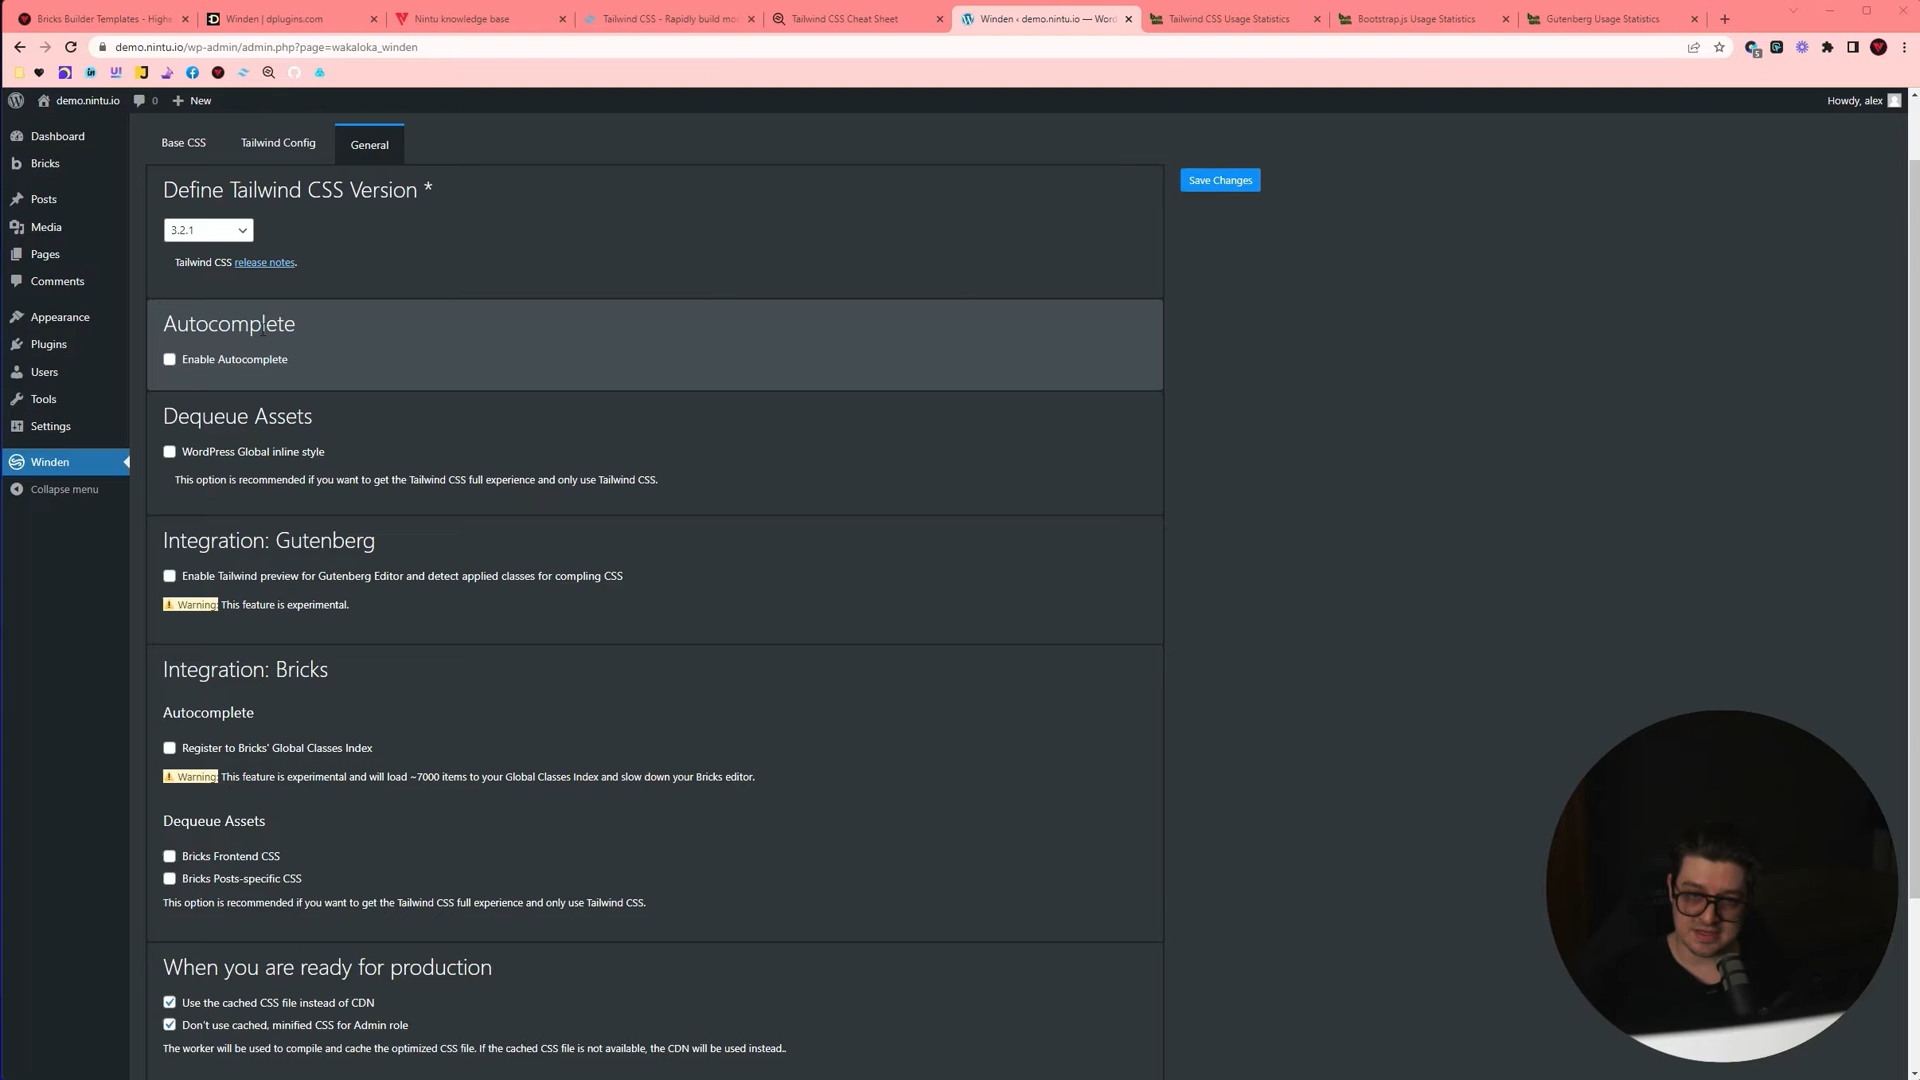 Bricks Builder Templates - Highe
Winden | dplugins.com
Nintu knowledge base
Tailwind CSS - Rapidly build mo
Tailwind CSS Cheat Sheet
Winden ‹ demo.nintu.io — Word
Tailwind CSS Usage Statistics
Bootstrap.js Usage Statistics
Gutenberg Usage Statistics
demo.nintu.io/wp-admin/admin.php?page=wakaloka_winden
demo.nintu.io
0
New
Howdy, alex
Dashboard
Bricks
Posts
Media
Pages
Comments
Appearance
Plugins
Users
Tools
Settings
Winden
Collapse menu
Base CSS
Tailwind Config
General
Define Tailwind CSS Version *
3.2.1
Tailwind CSS release notes.
Save Changes
Autocomplete
Enable Autocomplete
Dequeue Assets
WordPress Global inline style
This option is recommended if you want to get the Tailwind CSS full experience and only use Tailwind CSS.
Integration: Gutenberg
Enable Tailwind preview for Gutenberg Editor and detect applied classes for compling CSS
Warning: This feature is experimental.
Integration: Bricks
Autocomplete
Register to Bricks' Global Classes Index
Warning: This feature is experimental and will load ~7000 items to your Global Classes Index and slow down your Bricks editor.
Dequeue Assets
Bricks Frontend CSS
Bricks Posts-specific CSS
This option is recommended if you want to get the Tailwind CSS full experience and only use Tailwind CSS.
When you are ready for production
Use the cached CSS file instead of CDN
Don't use cached, minified CSS for Admin role
The worker will be used to compile and cache the optimized CSS file. If the cached CSS file is not available, the CDN will be used instead..